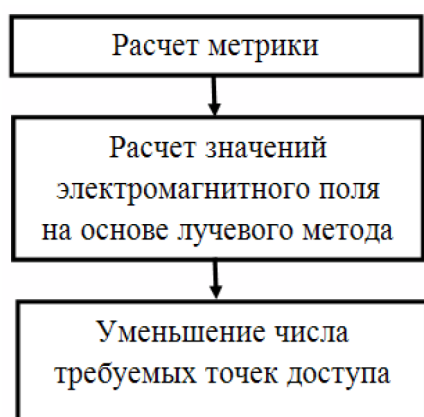 Расчет метрики
Расчет значений
электромагнитного поля
на основе лучевого метода
Уменьшение числа
требуемых точек доступа